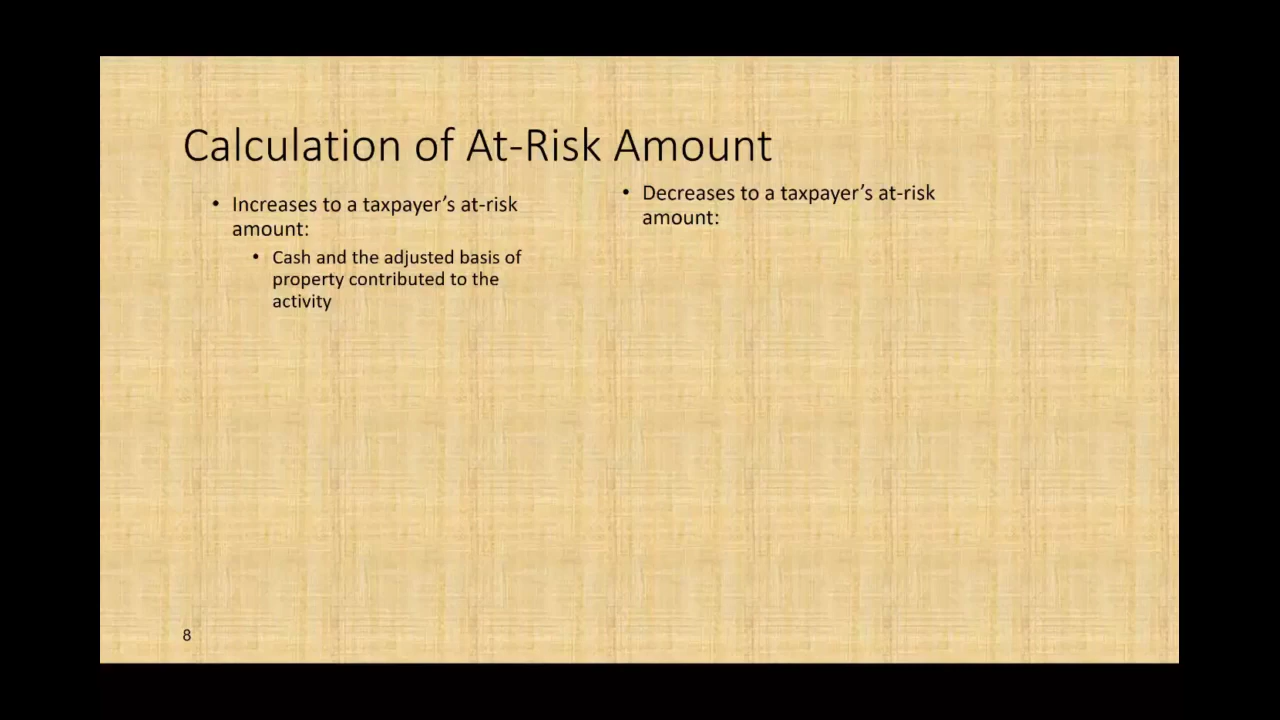 Calculation of At-Risk Amount
• Increases to a taxpayer’s at-risk
amount:
• Cash and the adjusted basis of
property contributed to the
activity
• Decreases to a taxpayer’s at-risk
amount:
8